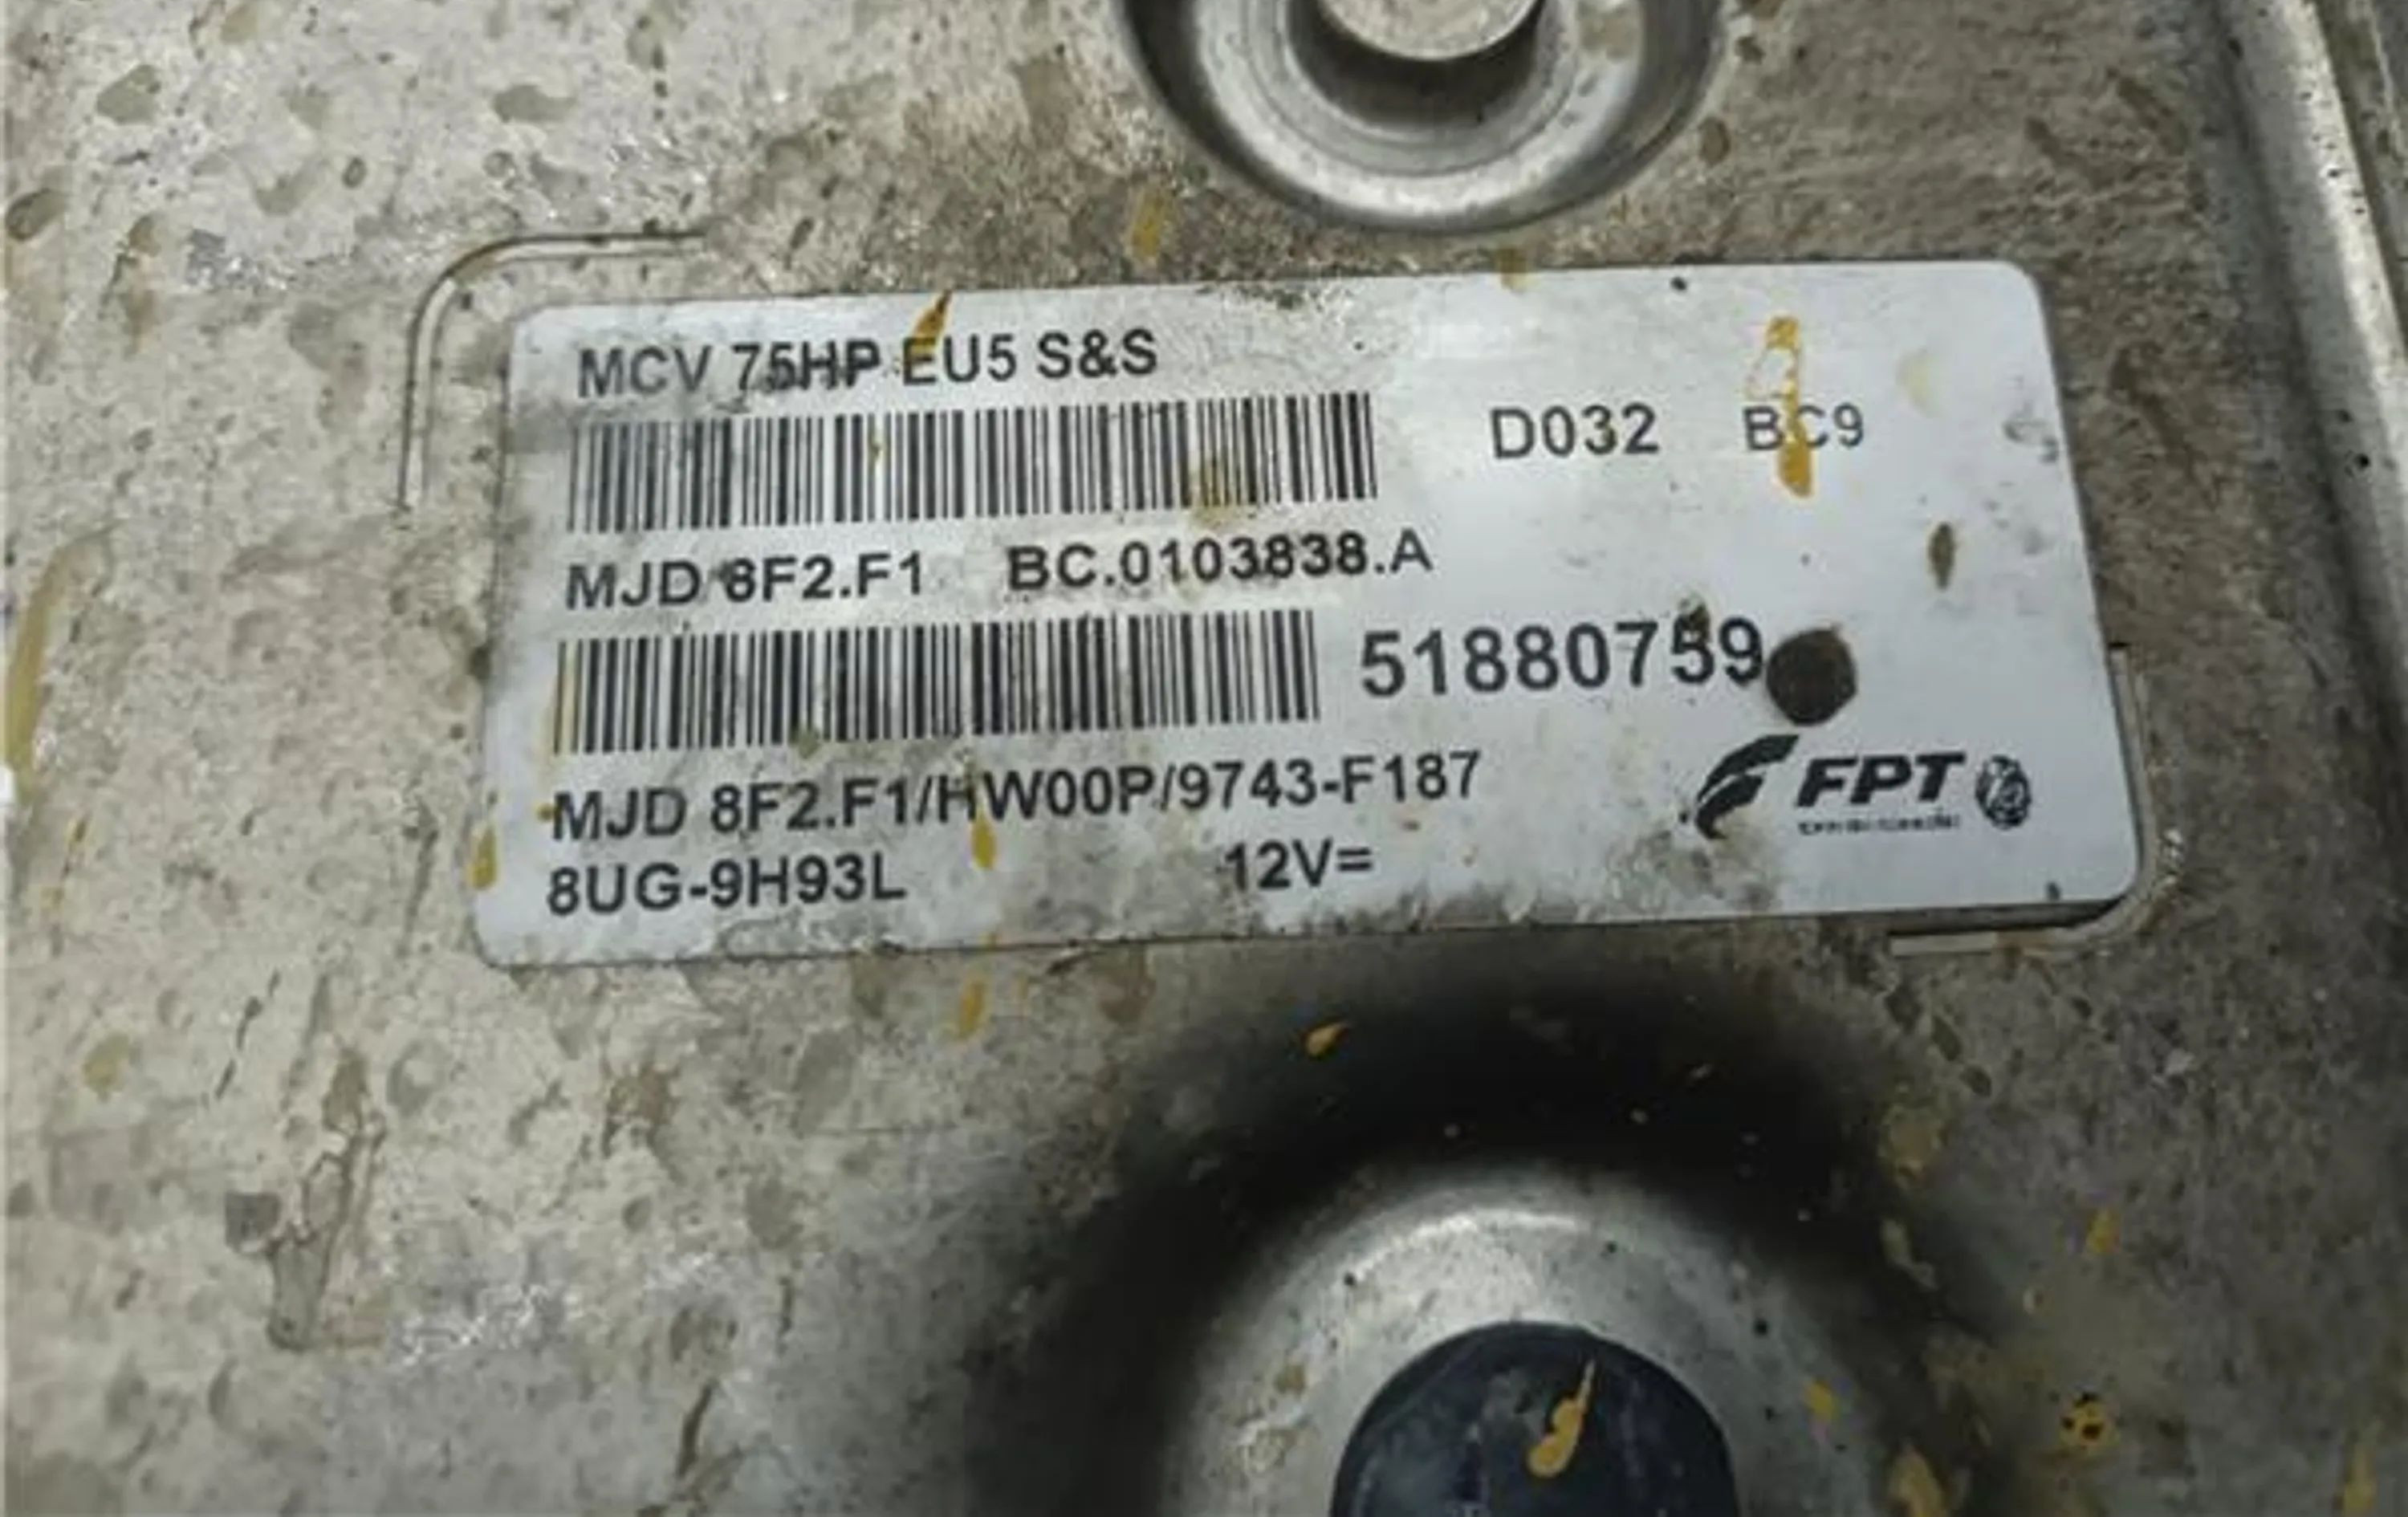 MCV 75HP EU5 S&S
D032 BC9
MJD 8F2.F1 BC.0103838.A
51880759
MJD 8F2.F1/HW00P/9743-F187
FPT
8UG-9H93L 12V=